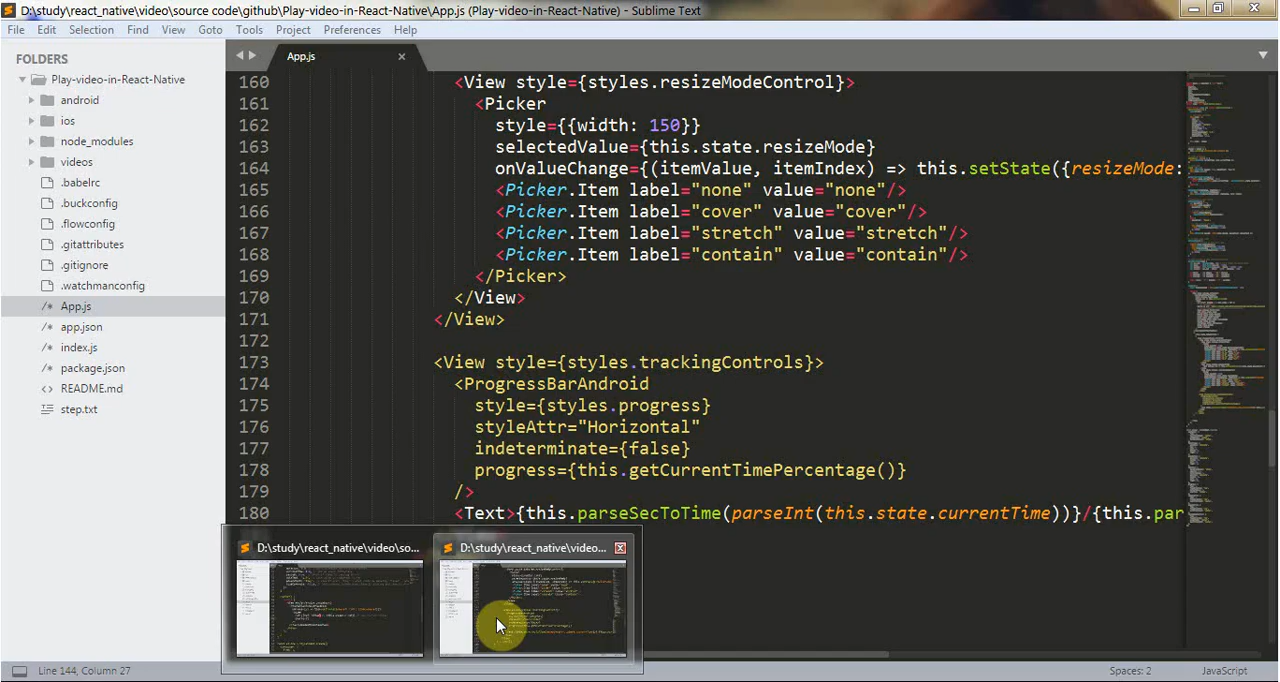 D:\study\react_native\video\source code\github\Play-video-in-React-Native\App.js (Play-video-in-React-Native) - Sublime Text
File Edit Selection Find View Goto Tools Project Preferences Help
FOLDERS
Play-video-in-React-Native
android
ios
node_modules
videos
.babelrc
.buckconfig
.flowconfig
.gitattributes
.gitignore
.watchmanconfig
/* App.js
/* app.json
/* index.js
/* package.json
<> README.md
step.txt
App.js
160 <View style={styles.resizeModeControl}>
161 <Picker
162 style={{width: 150}}
163 selectedValue={this.state.resizeMode}
164 onValueChange={(itemValue, itemIndex) => this.setState({resizeMode:
165 <Picker.Item label="none" value="none"/>
166 <Picker.Item label="cover" value="cover"/>
167 <Picker.Item label="stretch" value="stretch"/>
168 <Picker.Item label="contain" value="contain"/>
169 </Picker>
170 </View>
171 </View>
172
173 <View style={styles.trackingControls}>
174 <ProgressBarAndroid
175 style={styles.progress}
176 styleAttr="Horizontal"
177 indeterminate={false}
178 progress={this.getCurrentTimePercentage()}
179 />
180 <Text>{this.parseSecToTime(parseInt(this.state.currentTime))}/{this.par
D:\study\react_native\video\so...
D:\study\react_native\video...
Line 144, Column 27
Spaces: 2
JavaScript